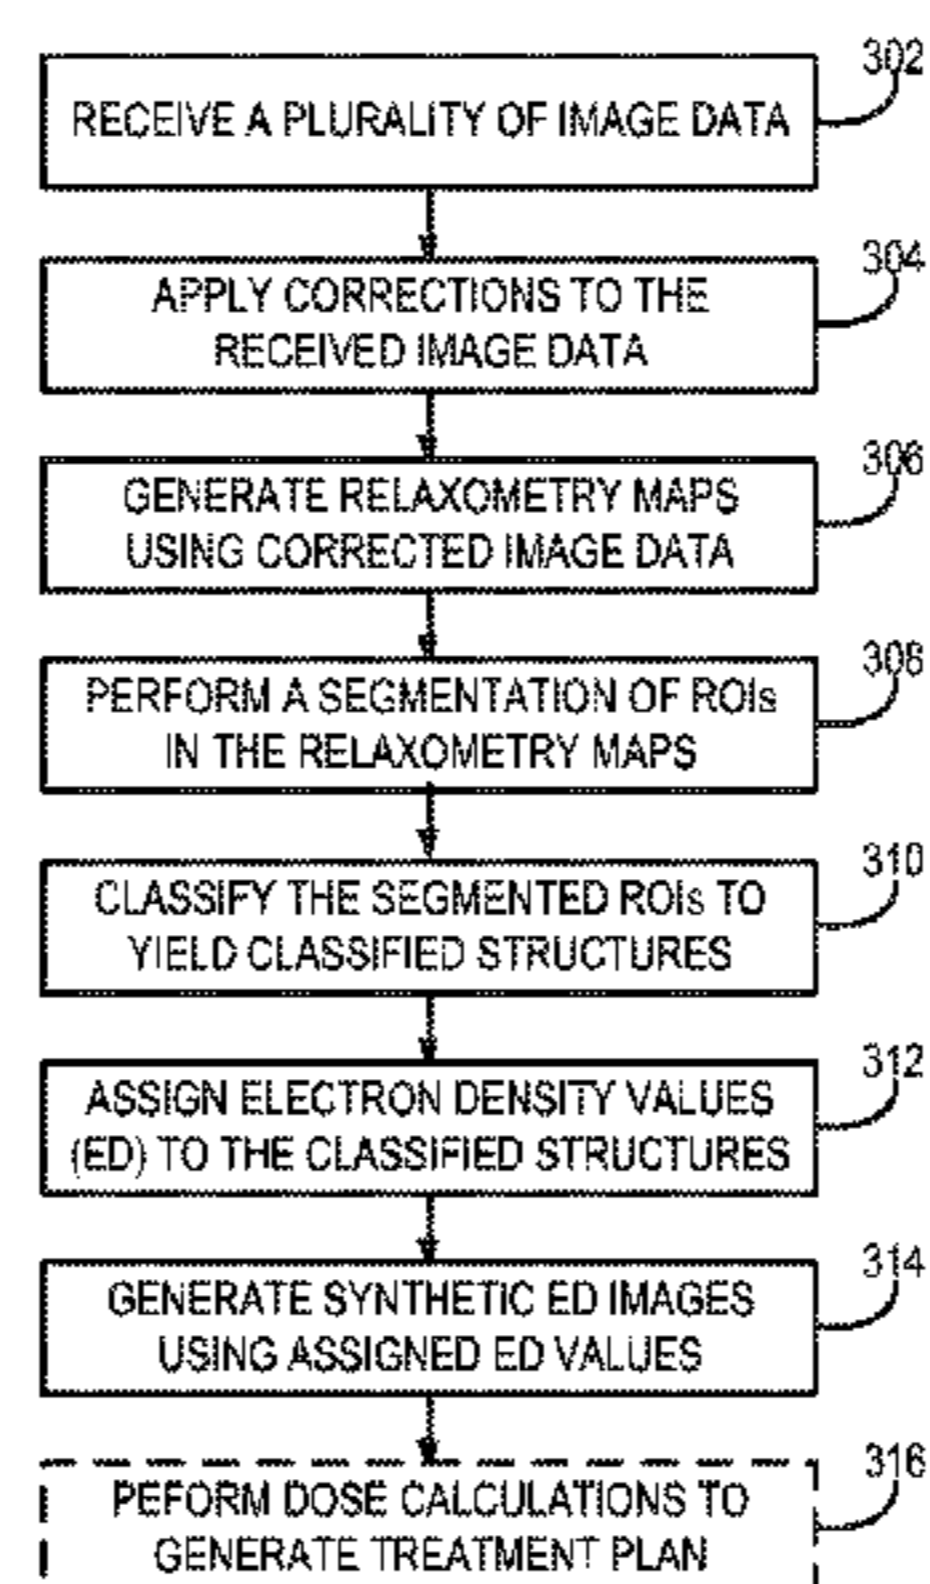 302
RECEIVE A PLURALITY OF IMAGE DATA
304
APPLY CORRECTIONS TO THE
RECEIVED IMAGE DATA
306
GENERATE RELAXOMETRY MAPS
USING CORRECTED IMAGE DATA
308
PERFORM A SEGMENTATION OF ROIs
IN THE RELAXOMETRY MAPS
310
CLASSIFY THE SEGMENTED ROIs TO
YIELD CLASSIFIED STRUCTURES
312
ASSIGN ELECTRON DENSITY VALUES
(ED) TO THE CLASSIFIED STRUCTURES
314
GENERATE SYNTHETIC ED IMAGES
USING ASSIGNED ED VALUES
316
PEFORM DOSE CALCULATIONS TO
GENERATE TREATMENT PLAN